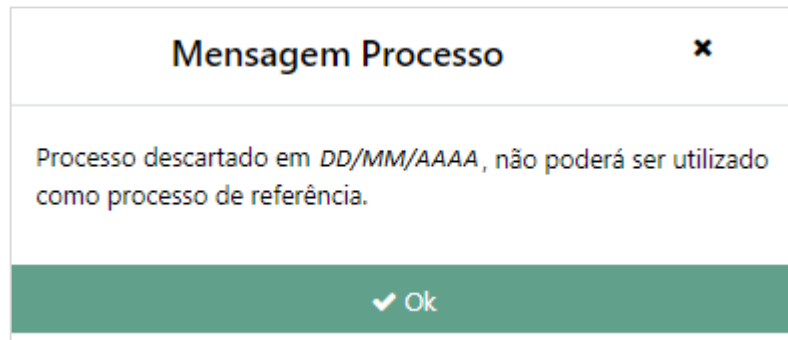 Mensagem Processo
Processo descartado em DD/MM/AAAA, não poderá ser utilizado
como processo de referência.
Ok